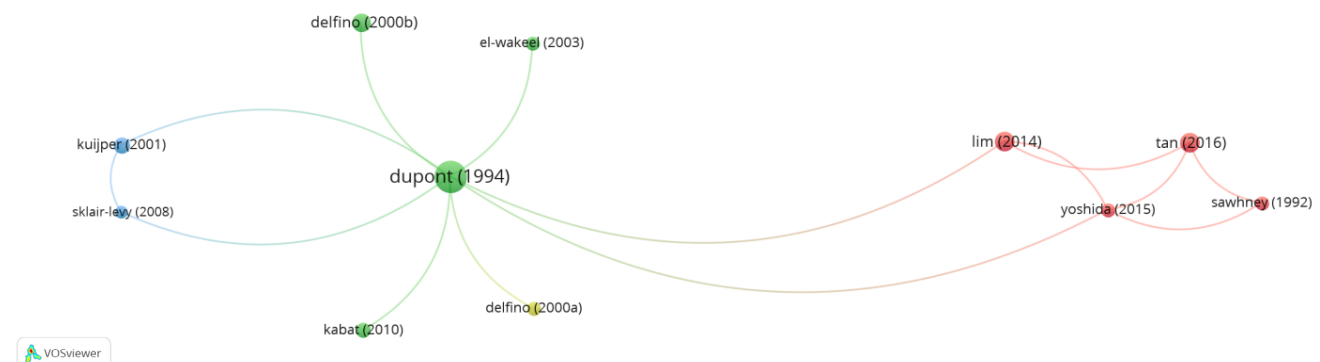 delfino (2000b)
el-wakeel (2003)
kuijper (2001)
lim (2014)
tan (2016)
dupont (1994)
sklair-levy (2008)
yoshida (2015)
sawhney (1992)
delfino (2000a)
kabat (2010)
VOSviewer